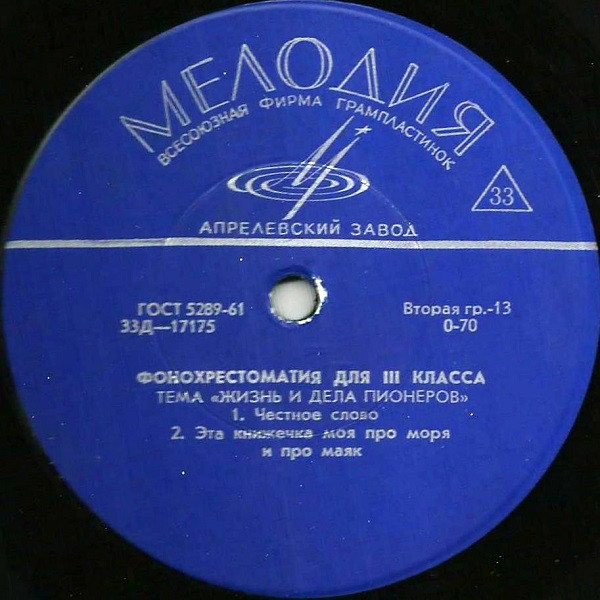 МЕЛОДИЯ
ВСЕСОЮЗНАЯ ФИРМА ГРАМПЛАСТИНОК
33
АПРЕЛЕВСКИЙ ЗАВОД
ГОСТ 5289-61
33Д—17175
Вторая гр.-13
0-70
ФОНОХРЕСТОМАТИЯ ДЛЯ III КЛАССА
ТЕМА «ЖИЗНЬ И ДЕЛА ПИОНЕРОВ»
1. Честное слово
2. Эта книжечка моя про моря
и про маяк